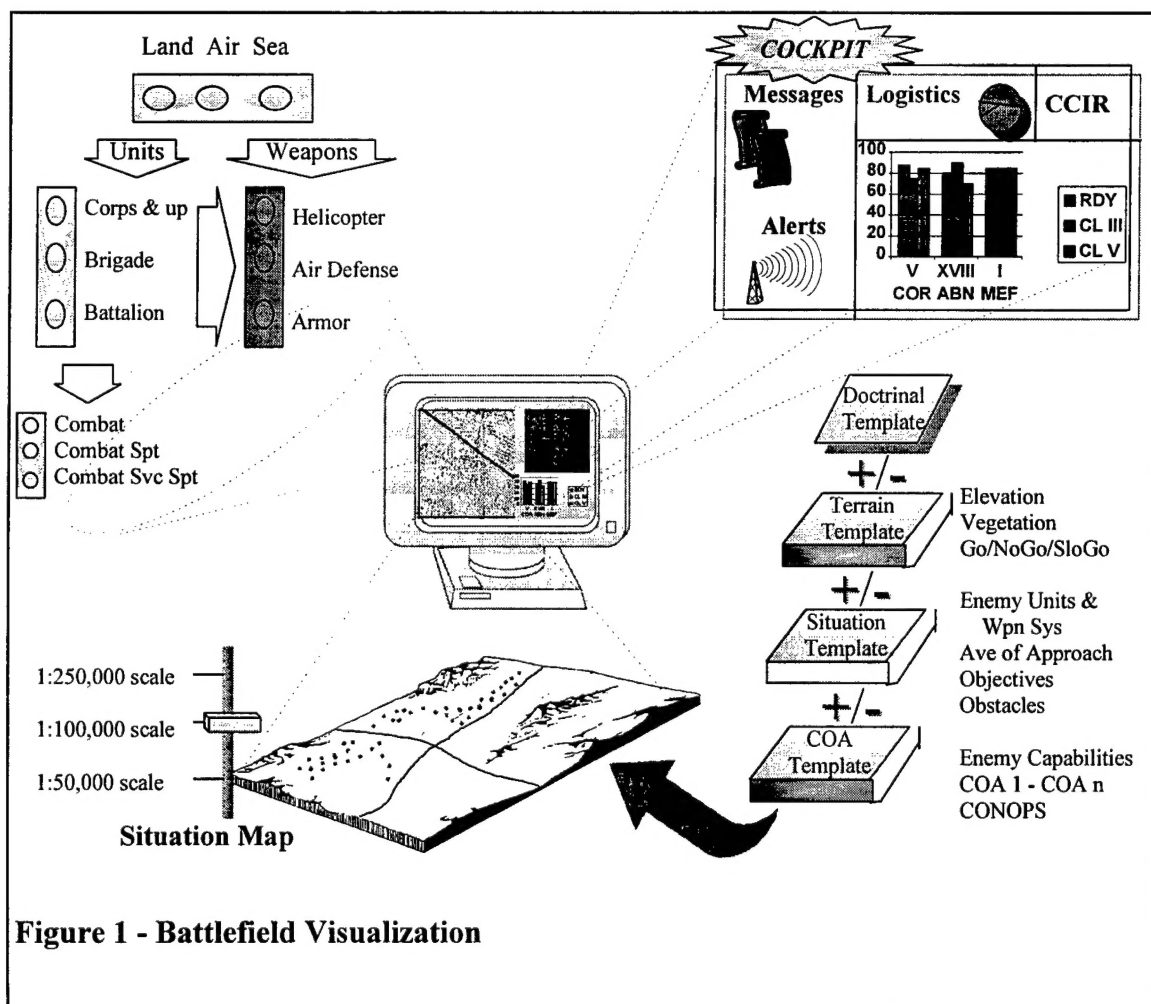 Land Air Sea
Units
Weapons
Corps & up
Brigade
Battalion
Helicopter
Air Defense
Armor
Combat
Combat Spt
Combat Svc Spt
COCKPIT
Messages
Logistics
CCIR
Alerts
100
80
60
40
20
0
V XVIII I
COR ABN MEF
RDY
CL III
CL V
Doctrinal
Template
+/-
Terrain
Template
Elevation
Vegetation
Go/NoGo/SloGo
+/-
Situation
Template
Enemy Units &
Wpn Sys
Ave of Approach
Objectives
Obstacles
+/-
COA
Template
Enemy Capabilities
COA 1 - COA n
CONOPS
1:250,000 scale
1:100,000 scale
1:50,000 scale
Situation Map
Figure 1 - Battlefield Visualization